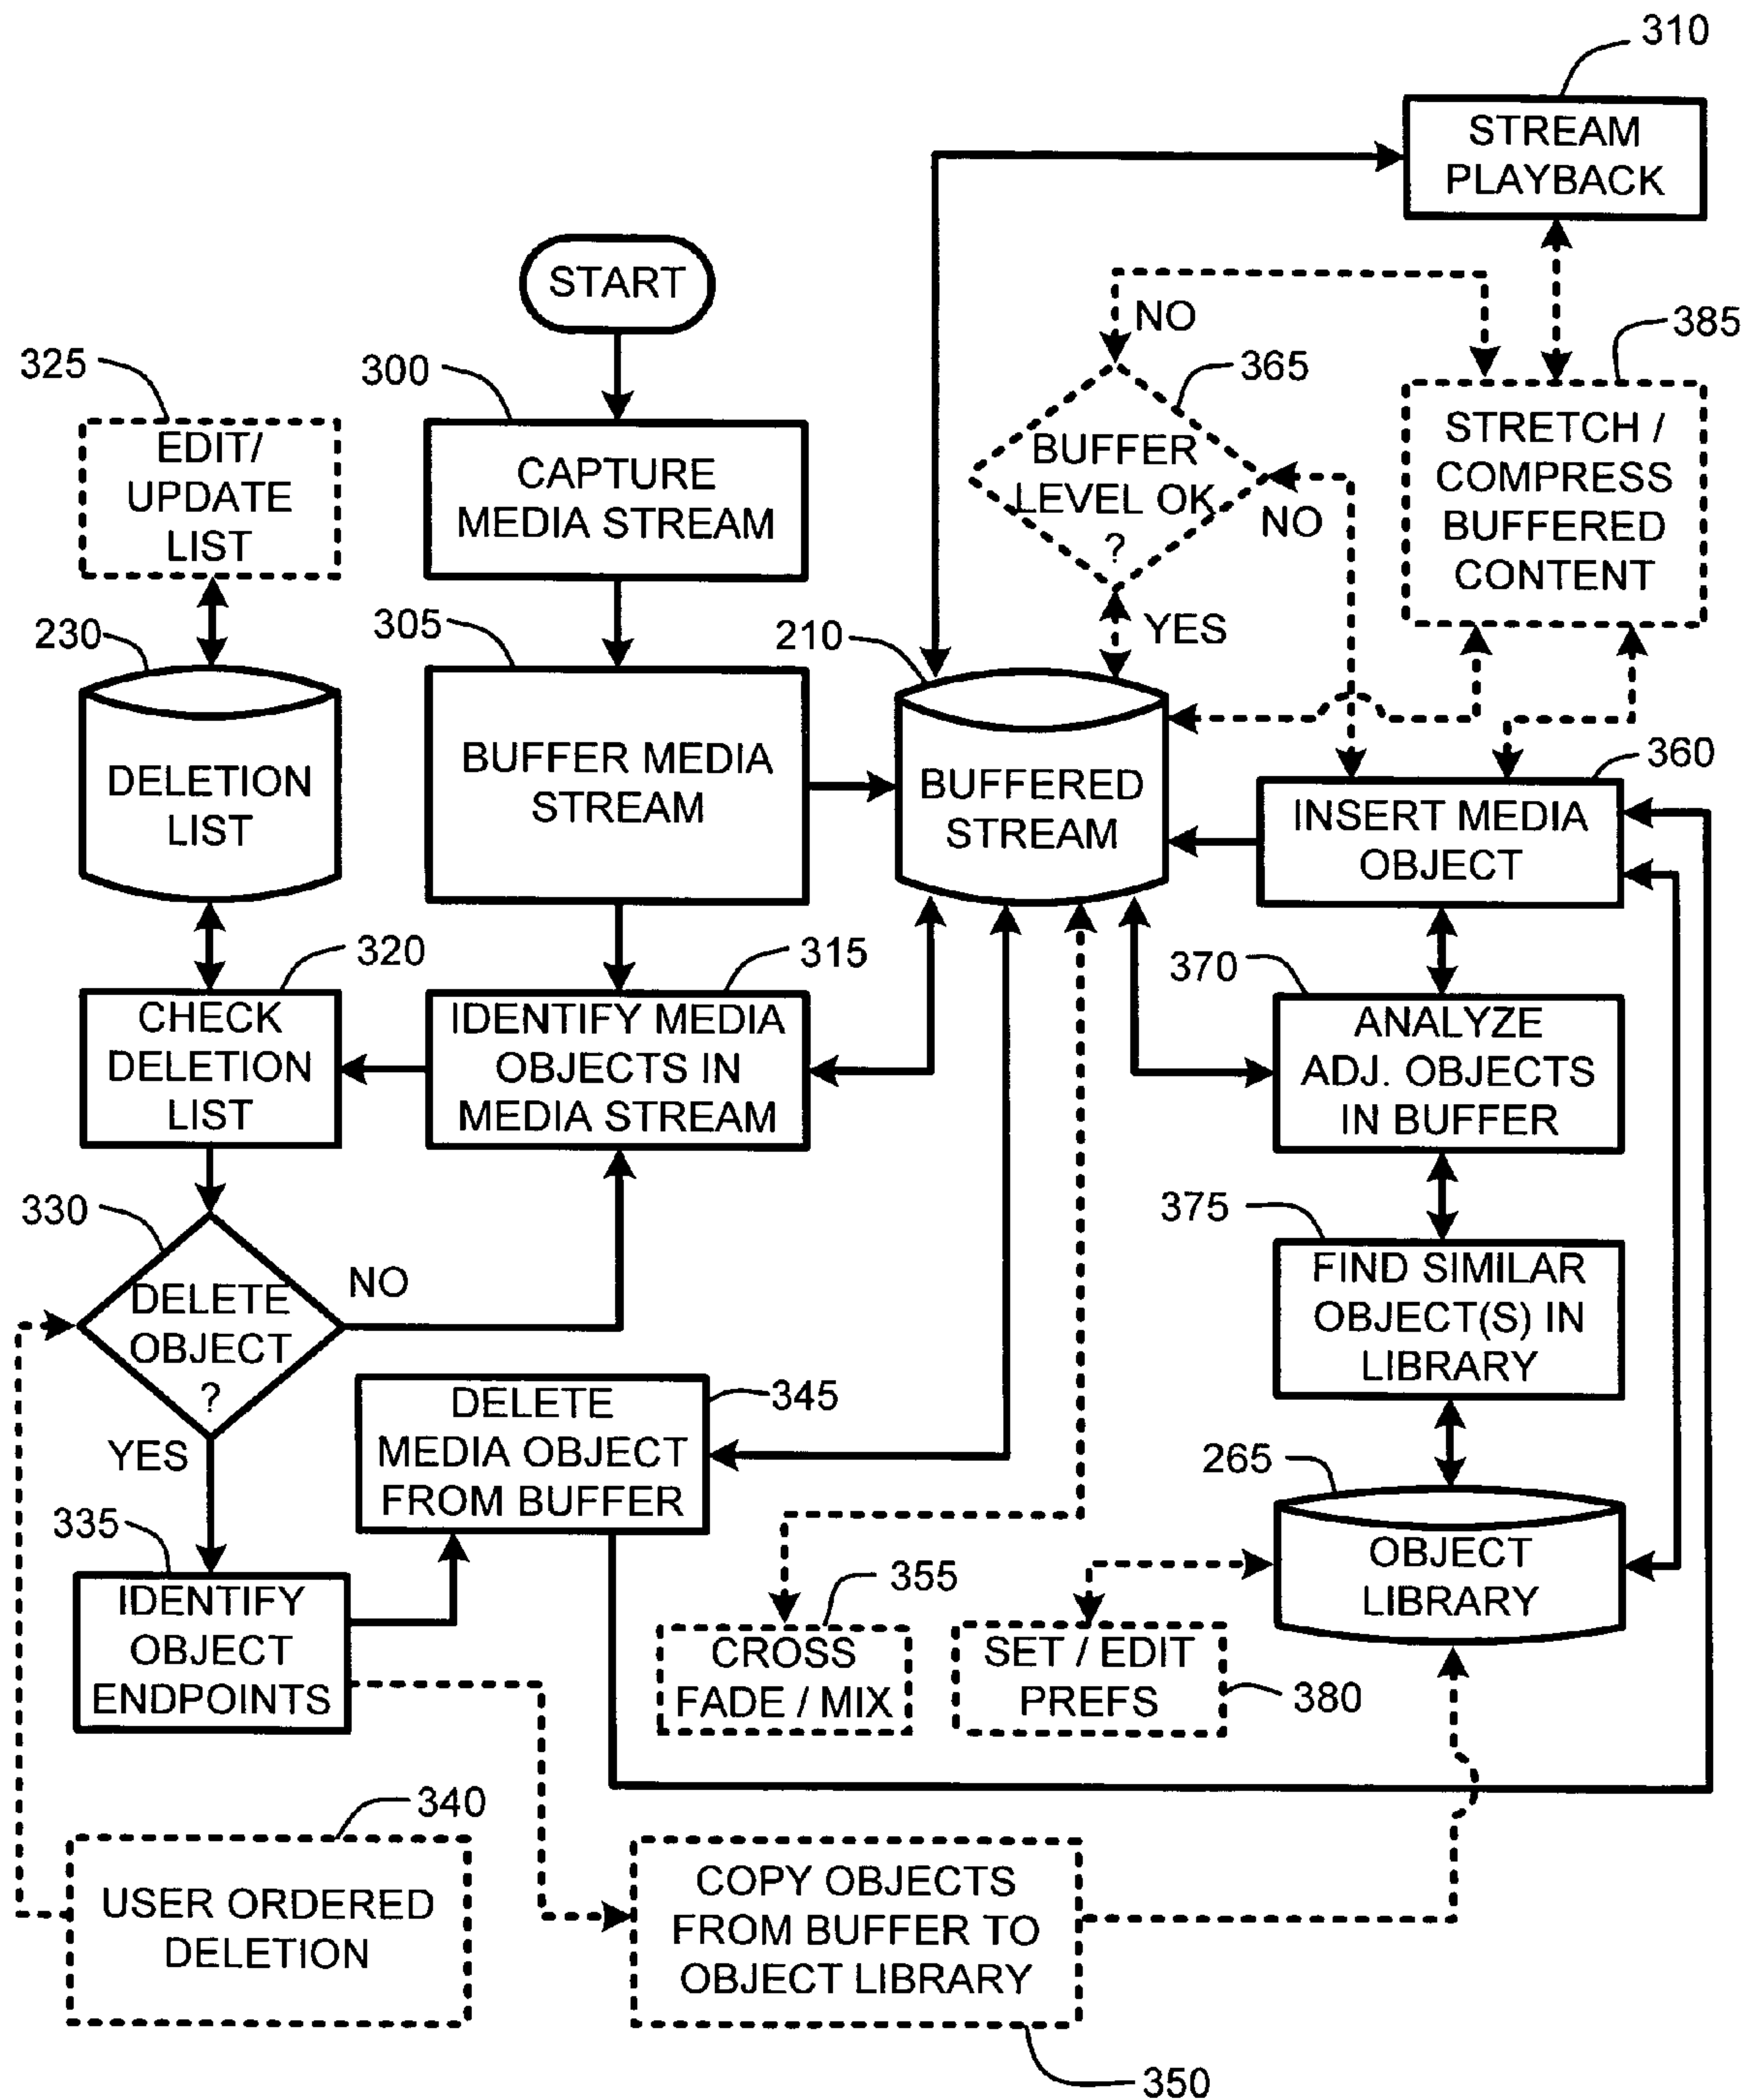 310
STREAM
PLAYBACK
START
NO
385
325
300
365
EDIT/
UPDATE
LIST
CAPTURE
MEDIA STREAM
BUFFER
LEVEL OK
?
NO
STRETCH /
COMPRESS
BUFFERED
CONTENT
230
305
210
YES
DELETION
LIST
BUFFER MEDIA
STREAM
BUFFERED
STREAM
360
INSERT MEDIA
OBJECT
320
315
370
CHECK
DELETION
LIST
IDENTIFY MEDIA
OBJECTS IN
MEDIA STREAM
ANALYZE
ADJ. OBJECTS
IN BUFFER
330
375
DELETE
OBJECT
?
NO
FIND SIMILAR
OBJECT(S) IN
LIBRARY
YES
DELETE
MEDIA OBJECT
FROM BUFFER
345
265
335
OBJECT
LIBRARY
IDENTIFY
OBJECT
ENDPOINTS
355
CROSS
FADE / MIX
SET / EDIT
PREFS
380
340
USER ORDERED
DELETION
COPY OBJECTS
FROM BUFFER TO
OBJECT LIBRARY
350